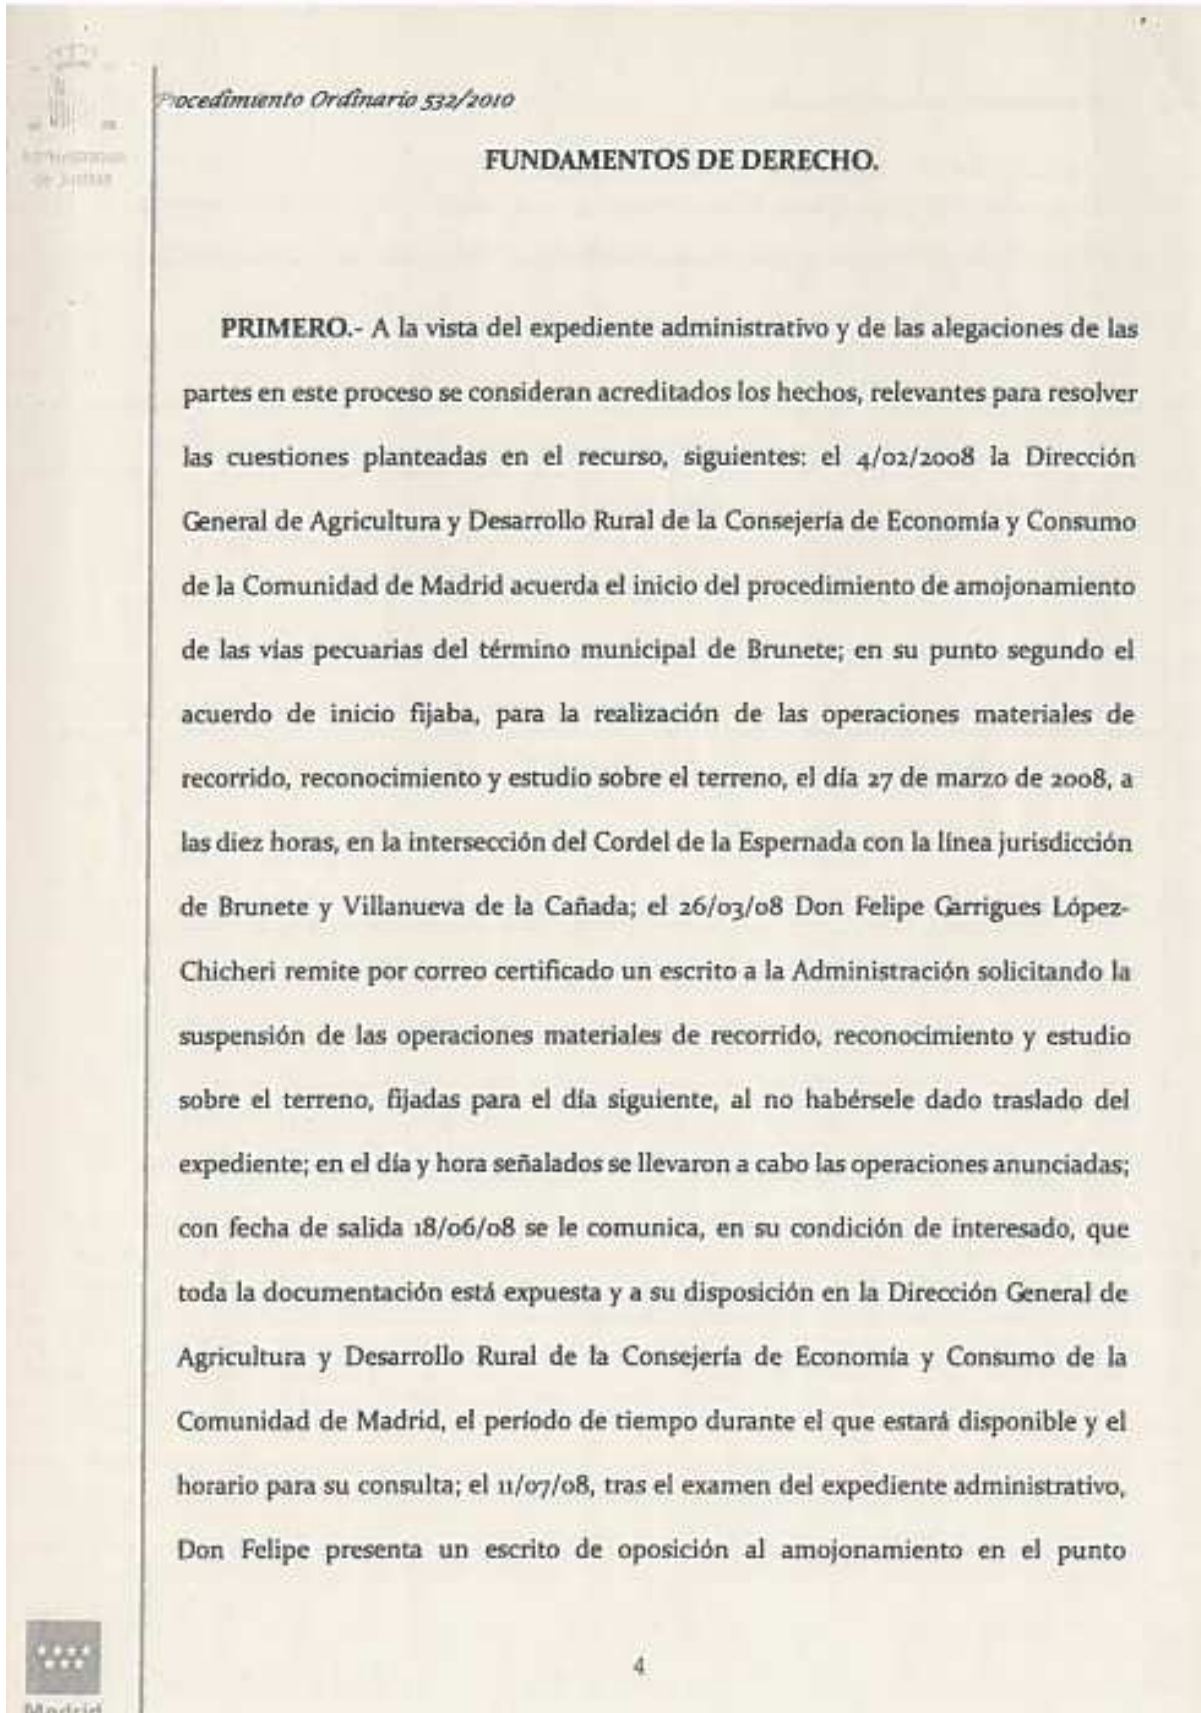 Procedimiento Ordinario 532/2010
FUNDAMENTOS DE DERECHO.
PRIMERO.- A la vista del expediente administrativo y de las alegaciones de las
partes en este proceso se consideran acreditados los hechos, relevantes para resolver
las cuestiones planteadas en el recurso, siguientes: el 4/02/2008 la Dirección
General de Agricultura y Desarrollo Rural de la Consejería de Economía y Consumo
de la Comunidad de Madrid acuerda el inicio del procedimiento de amojonamiento
de las vías pecuarias del término municipal de Brunete; en su punto segundo el
acuerdo de inicio fijaba, para la realización de las operaciones materiales de
recorrido, reconocimiento y estudio sobre el terreno, el día 27 de marzo de 2008, a
las diez horas, en la intersección del Cordel de la Espernada con la línea jurisdicción
de Brunete y Villanueva de la Cañada; el 26/03/08 Don Felipe Garrigues López-
Chicheri remite por correo certificado un escrito a la Administración solicitando la
suspensión de las operaciones materiales de recorrido, reconocimiento y estudio
sobre el terreno, fijadas para el día siguiente, al no habérsele dado traslado del
expediente; en el día y hora señalados se llevaron a cabo las operaciones anunciadas;
con fecha de salida 18/06/08 se le comunica, en su condición de interesado, que
toda la documentación está expuesta y a su disposición en la Dirección General de
Agricultura y Desarrollo Rural de la Consejería de Economía y Consumo de la
Comunidad de Madrid, el período de tiempo durante el que estará disponible y el
horario para su consulta; el 11/07/08, tras el examen del expediente administrativo,
Don Felipe presenta un escrito de oposición al amojonamiento en el punto
4
Madrid